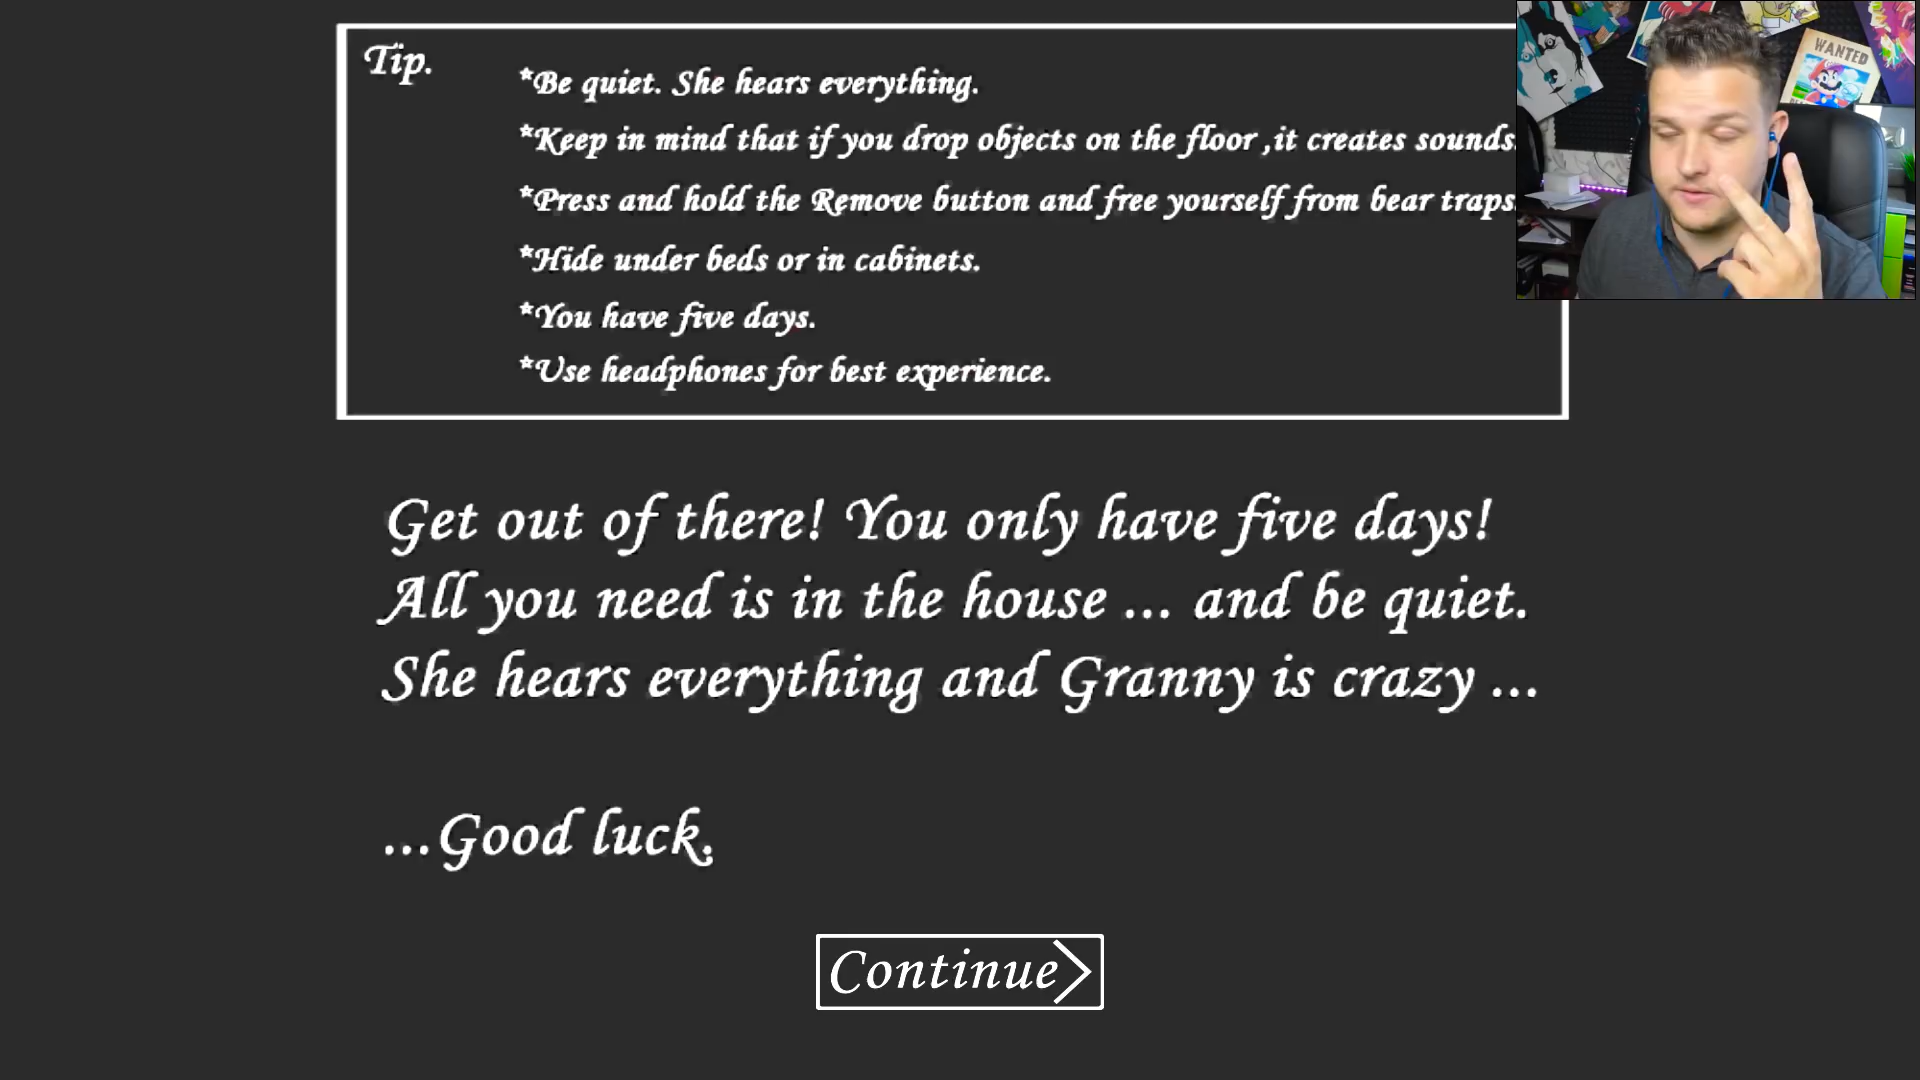 Tip.
*Be quiet. She hears everything.
*Keep in mind that if you drop objects on the floor ,it creates sounds.
*Press and hold the Remove button and free yourself from bear traps.
*Hide under beds or in cabinets.
*You have five days.
*Use headphones for best experience.
WANTED
Get out of there! You only have five days!
All you need is in the house ... and be quiet.
She hears everything and Granny is crazy ...
...Good luck.
Continue